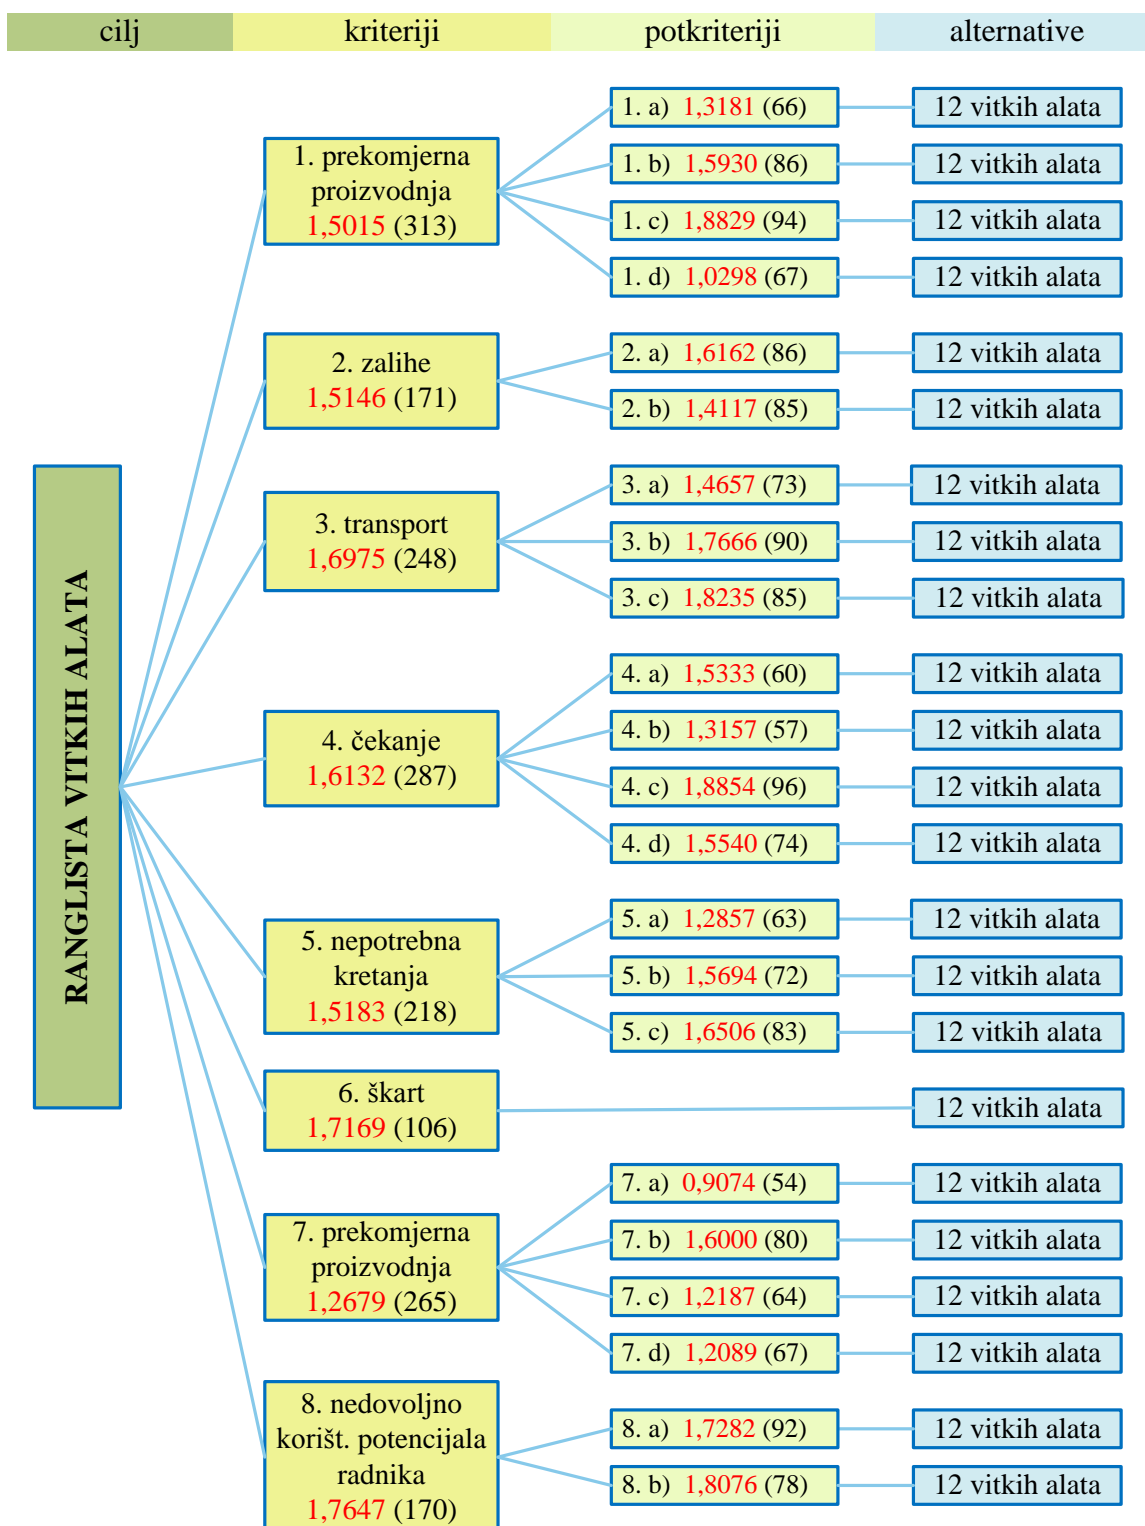 cilj kriteriji potkriteriji alternative
RANGLISTA VITKIH ALATA
1. prekomjerna
proizvodnja
1,5015 (313)
1. a) 1,3181 (66) 12 vitkih alata
1. b) 1,5930 (86) 12 vitkih alata
1. c) 1,8829 (94) 12 vitkih alata
1. d) 1,0298 (67) 12 vitkih alata
2. zalihe
1,5146 (171)
2. a) 1,6162 (86) 12 vitkih alata
2. b) 1,4117 (85) 12 vitkih alata
3. transport
1,6975 (248)
3. a) 1,4657 (73) 12 vitkih alata
3. b) 1,7666 (90) 12 vitkih alata
3. c) 1,8235 (85) 12 vitkih alata
4. čekanje
1,6132 (287)
4. a) 1,5333 (60) 12 vitkih alata
4. b) 1,3157 (57) 12 vitkih alata
4. c) 1,8854 (96) 12 vitkih alata
4. d) 1,5540 (74) 12 vitkih alata
5. nepotrebna
kretanja
1,5183 (218)
5. a) 1,2857 (63) 12 vitkih alata
5. b) 1,5694 (72) 12 vitkih alata
5. c) 1,6506 (83) 12 vitkih alata
6. škart
1,7169 (106)
12 vitkih alata
7. prekomjerna
proizvodnja
1,2679 (265)
7. a) 0,9074 (54) 12 vitkih alata
7. b) 1,6000 (80) 12 vitkih alata
7. c) 1,2187 (64) 12 vitkih alata
7. d) 1,2089 (67) 12 vitkih alata
8. nedovoljno
korišt. potencijala
radnika
1,7647 (170)
8. a) 1,7282 (92) 12 vitkih alata
8. b) 1,8076 (78) 12 vitkih alata